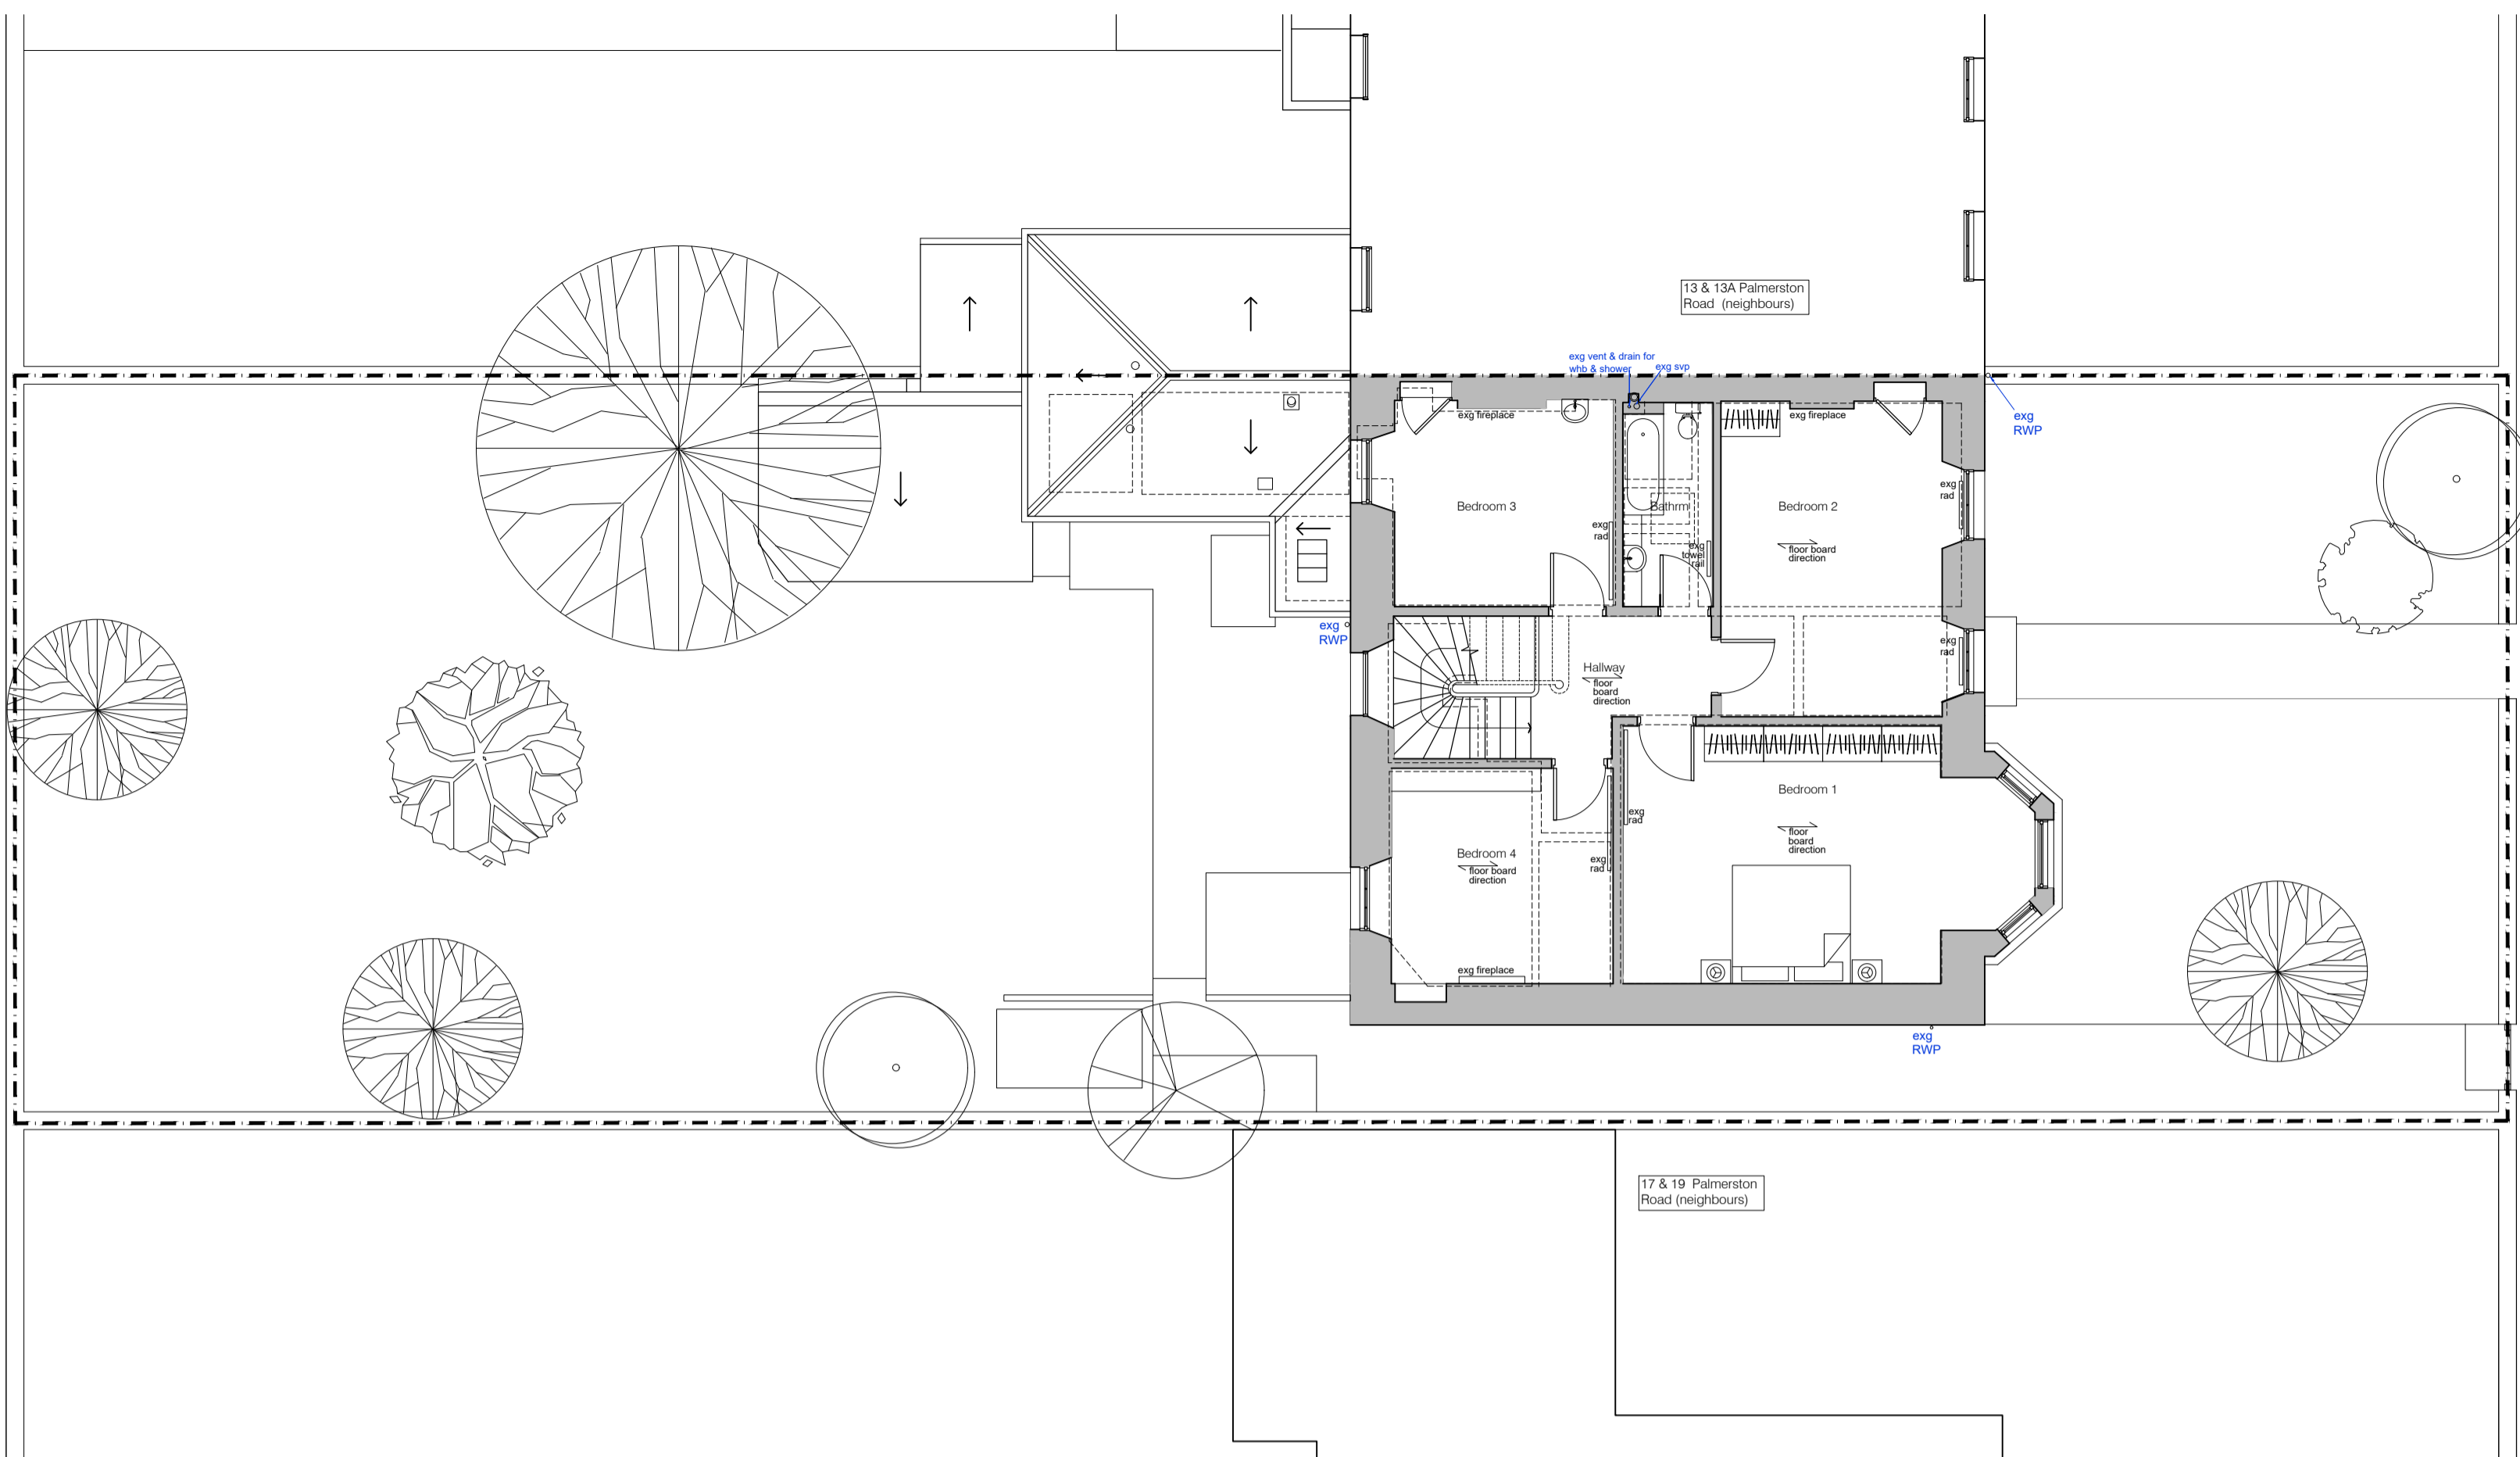 13 & 13A Palmerston
Road (neighbours)
exg vent & drain for
whb & shower
exg svp
exg fireplace
exg fireplace
exg
RWP
exg
rad
Bedroom 3
Bathrm
Bedroom 2
exg
rad
exg
towel
rail
floor board
direction
exg
RWP
exg
rad
Hallway
floor
board
direction
Bedroom 1
exg
rad
floor
board
direction
Bedroom 4
exg
rad
floor board
direction
exg fireplace
exg
RWP
17 & 19 Palmerston
Road (neighbours)